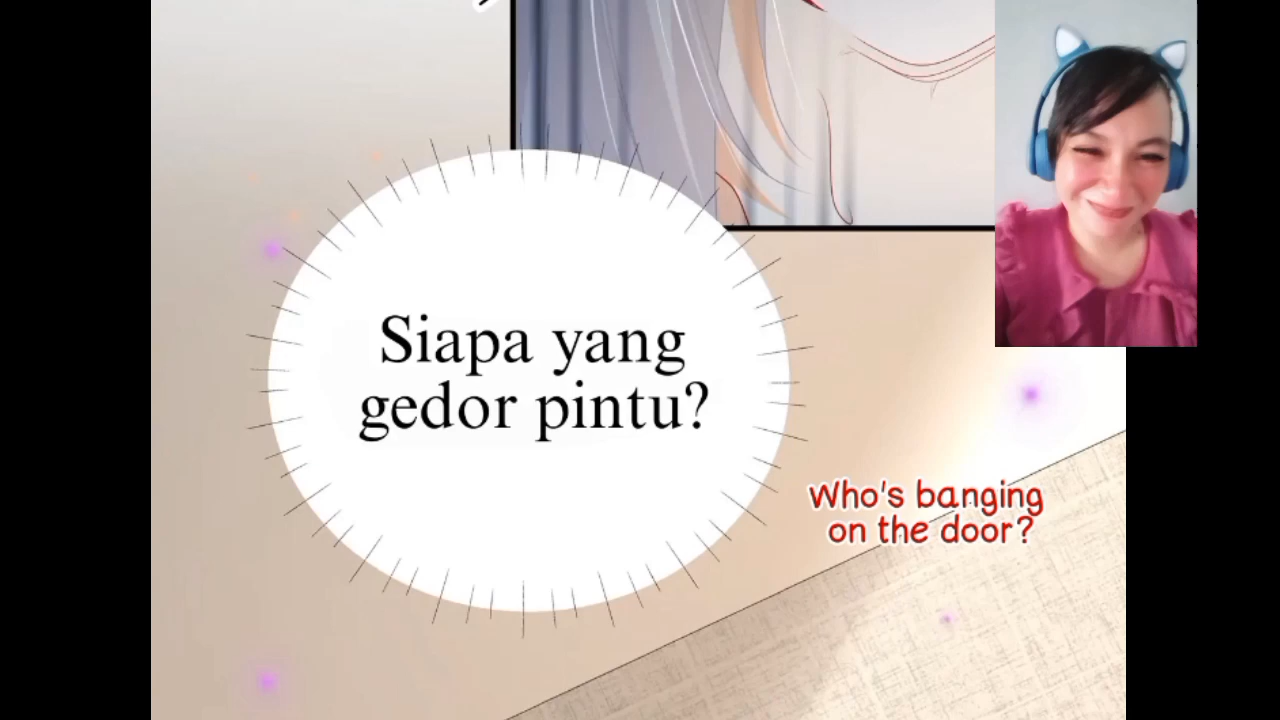 Siapa yang
gedor pintu?
Who's banging
on the door?